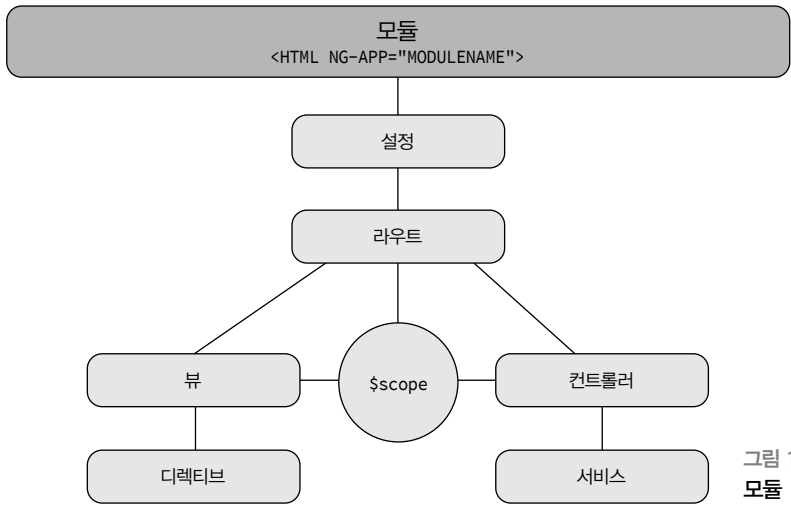 모듈
<HTML NG-APP="MODULENAME">
설정
라우트
뷰
$scope
컨트롤러
디렉티브
서비스
그림
모듈